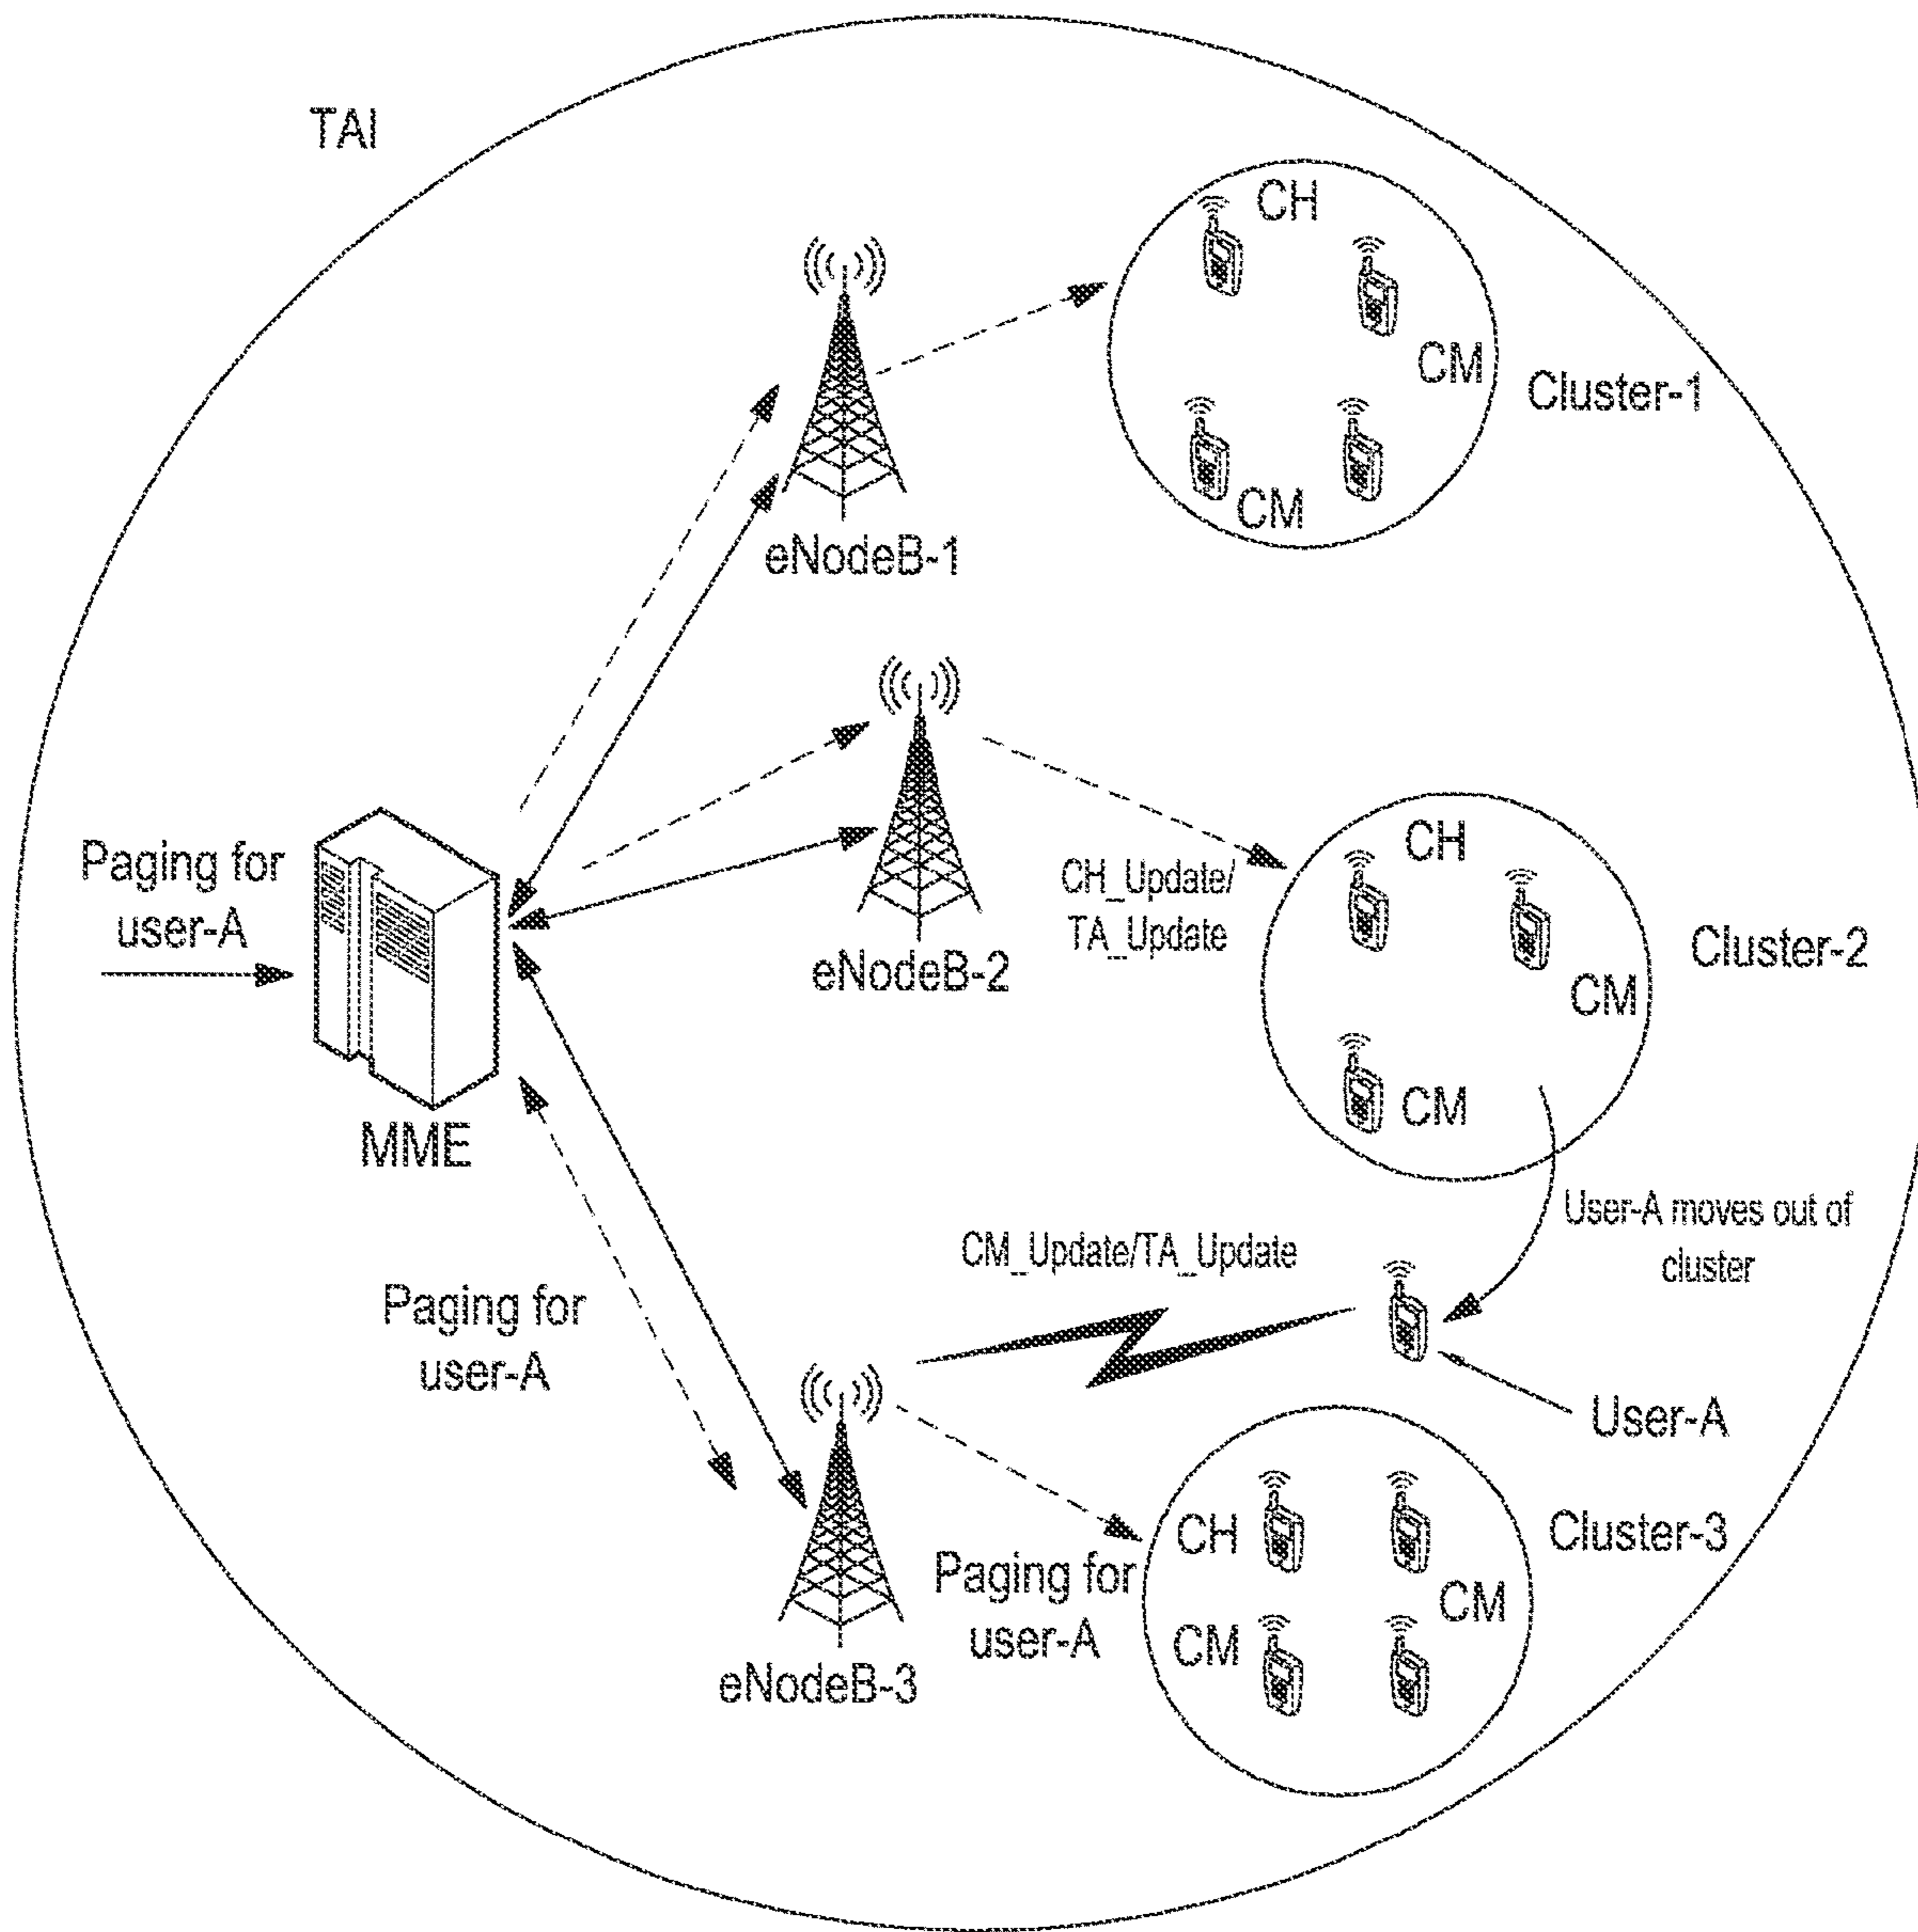 TAI
CH
CM
Cluster-1
CM
eNodeB-1
Paging for
user-A
MME
eNodeB-2
CH_Update/
TA_Update
CH
Cluster-2
CM
CM
User-A moves out of
cluster
CM_Update/TA_Update
Paging for
user-A
User-A
eNodeB-3
Paging for
user-A
CH
Cluster-3
CM
CM